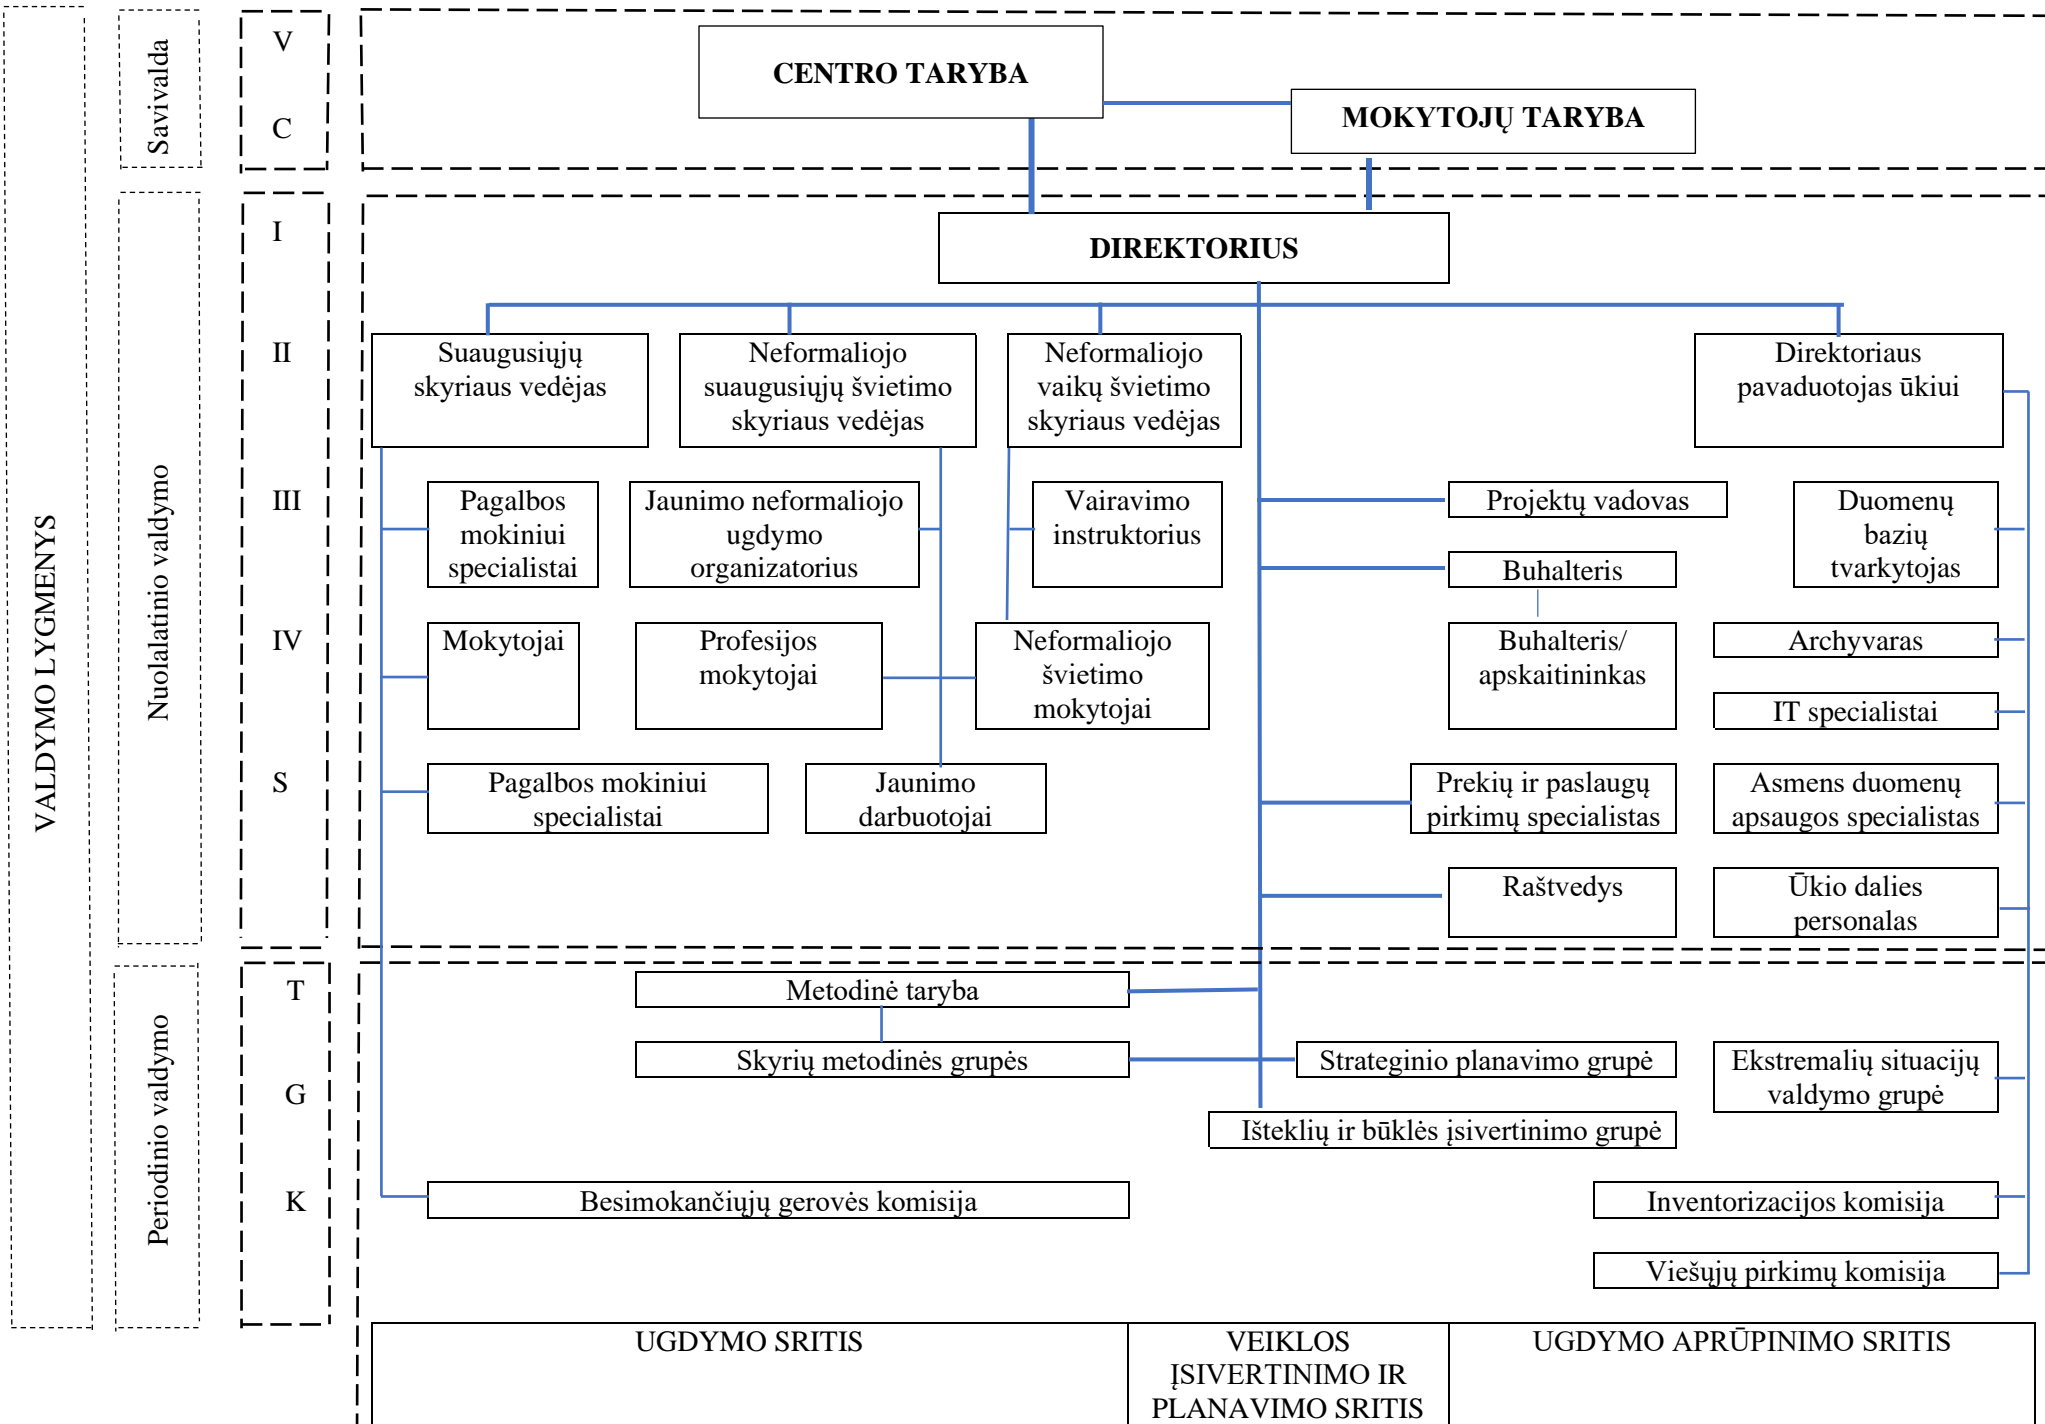 VALDYMO LYGMENYS
Savivalda
Nuolalatinio valdymo
Periodinio valdymo
V
C
CENTRO TARYBA
MOKYTOJŲ TARYBA
I
DIREKTORIUS
II
Suaugusiųjų
skyriaus vedėjas
Neformaliojo
suaugusiųjų švietimo
skyriaus vedėjas
Neformaliojo
vaikų švietimo
skyriaus vedėjas
Direktoriaus
pavaduotojas ūkiui
III
Pagalbos
mokiniui
specialistai
Jaunimo neformaliojo
ugdymo
organizatorius
Vairavimo
instruktorius
Projektų vadovas
Buhalteris
Duomenų
bazių
tvarkytojas
IV
Mokytojai
Profesijos
mokytojai
Neformaliojo
švietimo
mokytojai
Buhalteris/
apskaitininkas
Archyvaras
IT specialistai
S
Pagalbos mokiniui
specialistai
Jaunimo
darbuotojai
Prekių ir paslaugų
pirkimų specialistas
Asmens duomenų
apsaugos specialistas
Raštvedys
Ūkio dalies
personalas
T
Metodinė taryba
Skyrių metodinės grupės
Strateginio planavimo grupė
Ekstremalių situacijų
valdymo grupė
G
Išteklių ir būklės įsivertinimo grupė
K
Besimokančiųjų gerovės komisija
Inventorizacijos komisija
Viešųjų pirkimų komisija
UGDYMO SRITIS
VEIKLOS
ĮSIVERTINIMO IR
PLANAVIMO SRITIS
UGDYMO APRŪPINIMO SRITIS